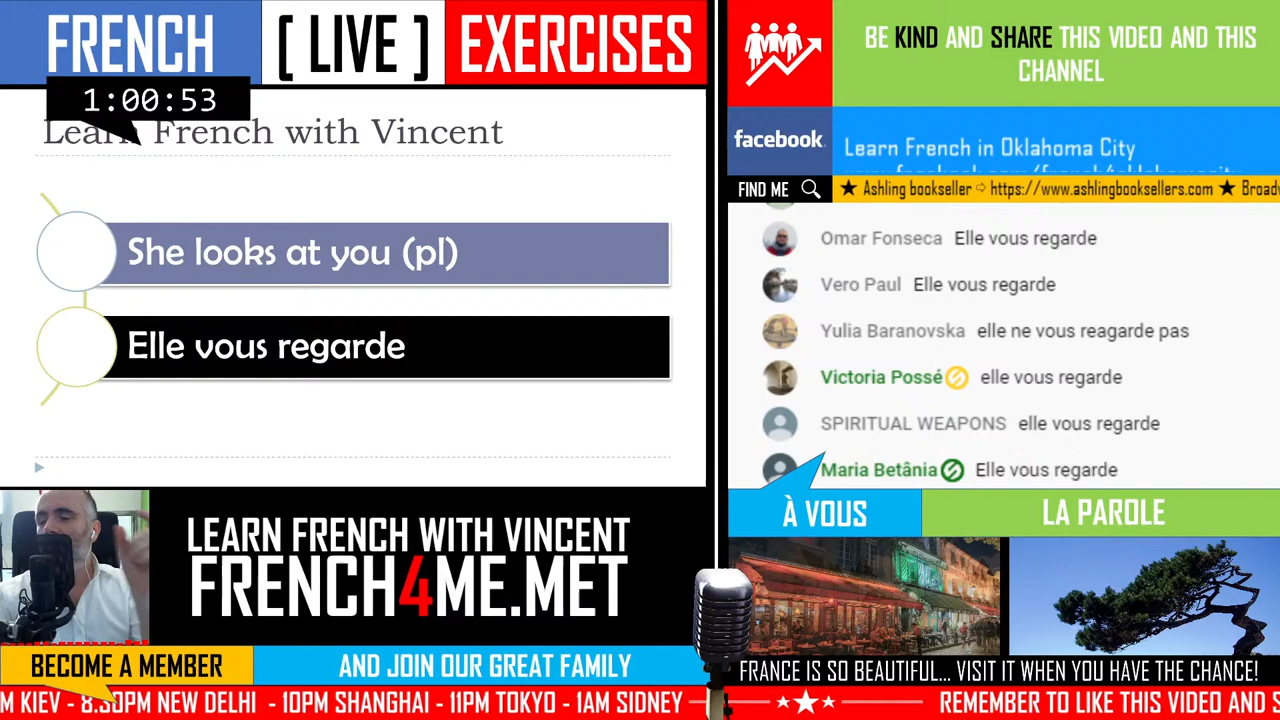 FRENCH [ LIVE ] EXERCISES
1:00:53
Learn French with Vincent
She looks at you (pl)
Elle vous regarde
LEARN FRENCH WITH VINCENT
FRENCH4ME.MET
BECOME A MEMBER
AND JOIN OUR GREAT FAMILY
BE KIND AND SHARE THIS VIDEO AND THIS
CHANNEL
facebook.
Learn French in Oklahoma City
FIND ME
★ Ashling bookseller ⇨ https://www.ashlingbooksellers.com ★
Omar Fonseca Elle vous regarde
Vero Paul Elle vous regarde
Yulia Baranovska elle ne vous reagarde pas
Victoria Possé elle vous regarde
SPIRITUAL WEAPONS elle vous regarde
Maria Betânia Elle vous regarde
À VOUS LA PAROLE
FRANCE IS SO BEAUTIFUL... VISIT IT WHEN YOU HAVE THE CHANCE!
M KIEV - 8:30PM NEW DELHI - 10PM SHANGHAI - 11PM TOKYO - 1AM SIDNEY ★ REMEMBER TO LIKE THIS VIDEO AND S